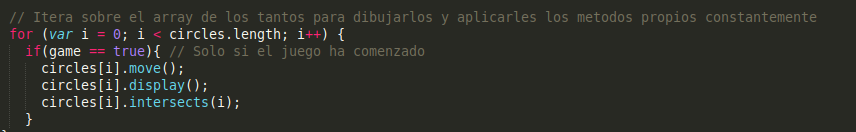 // Itera sobre el array de los tantos para dibujarlos y aplicarles los metodos propios constantemente
for (var i = 0; i < circles.length; i++) {
  if(game == true){ // Solo si el juego ha comenzado
    circles[i].move();
    circles[i].display();
    circles[i].intersects(i);
  }